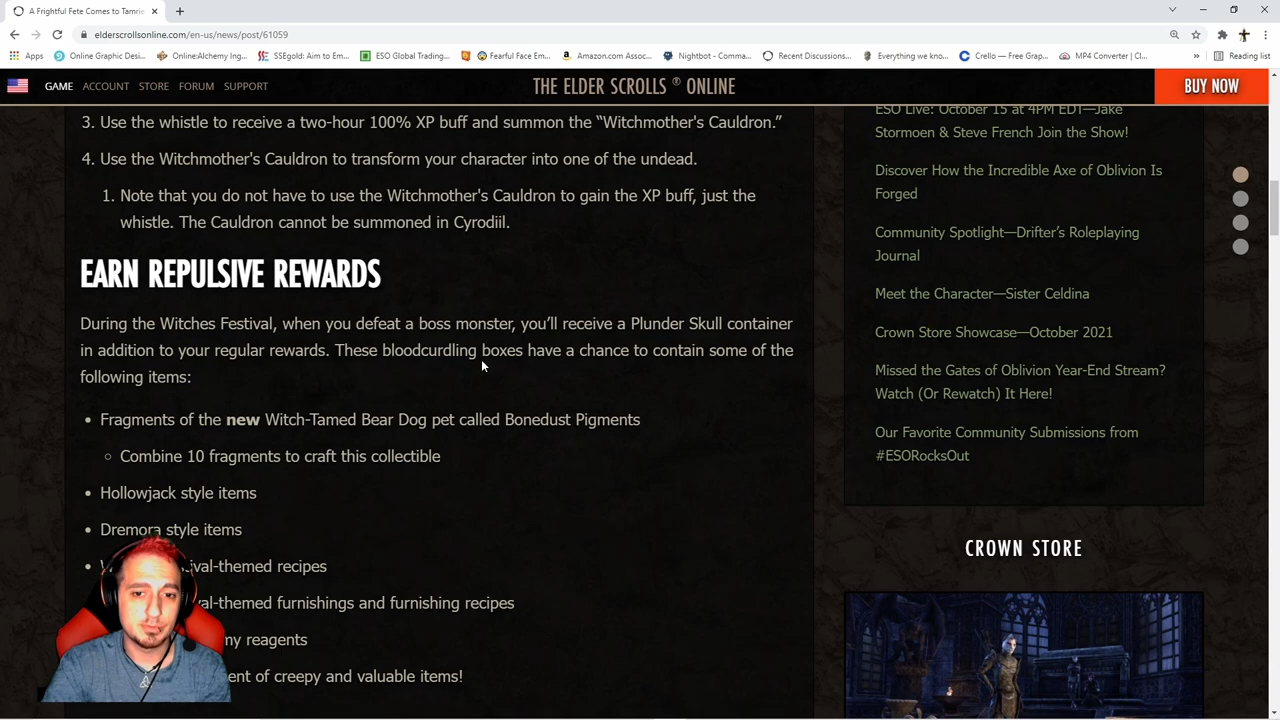 A Frightful Fete Comes to Tamrie
elderscrollsonline.com/en-us/news/post/61059
Apps
Online Graphic Desi...
Online:Alchemy Ing...
SSEgold: Aim to Em...
ESO Global Trading...
Fearful Face Em...
Amazon.com Assoc...
Nightbot - Comma...
Recent Discussions...
Everything we kno...
Crello — Free Grap...
MP4 Converter | Cl...
»
Reading list
GAME
ACCOUNT
STORE
FORUM
SUPPORT
THE ELDER SCROLLS ® ONLINE
BUY NOW
3. Use the whistle to receive a two-hour 100% XP buff and summon the “Witchmother's Cauldron.”
4. Use the Witchmother's Cauldron to transform your character into one of the undead.
1. Note that you do not have to use the Witchmother's Cauldron to gain the XP buff, just the
whistle. The Cauldron cannot be summoned in Cyrodiil.
EARN REPULSIVE REWARDS
During the Witches Festival, when you defeat a boss monster, you’ll receive a Plunder Skull container
in addition to your regular rewards. These bloodcurdling boxes have a chance to contain some of the
following items:
• Fragments of the new Witch-Tamed Bear Dog pet called Bonedust Pigments
Combine 10 fragments to craft this collectible
• Hollowjack style items
• Dremora style items
ival-themed recipes
val-themed furnishings and furnishing recipes
my reagents
ent of creepy and valuable items!
ESO Live: October 15 at 4PM EDT—Jake
Stormoen & Steve French Join the Show!
Discover How the Incredible Axe of Oblivion Is
Forged
Community Spotlight—Drifter’s Roleplaying
Journal
Meet the Character—Sister Celdina
Crown Store Showcase—October 2021
Missed the Gates of Oblivion Year-End Stream?
Watch (Or Rewatch) It Here!
Our Favorite Community Submissions from
#ESORocksOut
CROWN STORE